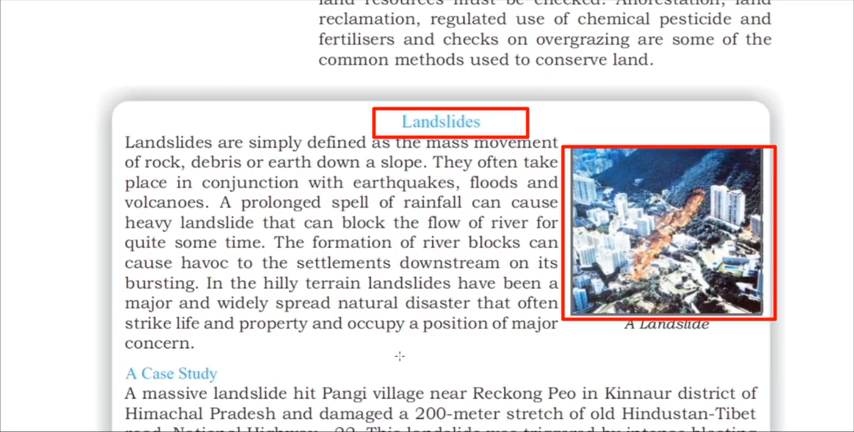 reclamation, regulated use of chemical pesticide and
fertilisers and checks on overgrazing are some of the
common methods used to conserve land.
Landslides
Landslides are simply defined as the mass movement
of rock, debris or earth down a slope. They often take
place in conjunction with earthquakes, floods and
volcanoes. A prolonged spell of rainfall can cause
heavy landslide that can block the flow of river for
quite some time. The formation of river blocks can
cause havoc to the settlements downstream on its
bursting. In the hilly terrain landslides have been a
major and widely spread natural disaster that often
strike life and property and occupy a position of major
concern.
A Landslide
A Case Study
A massive landslide hit Pangi village near Reckong Peo in Kinnaur district of
Himachal Pradesh and damaged a 200-meter stretch of old Hindustan-Tibet